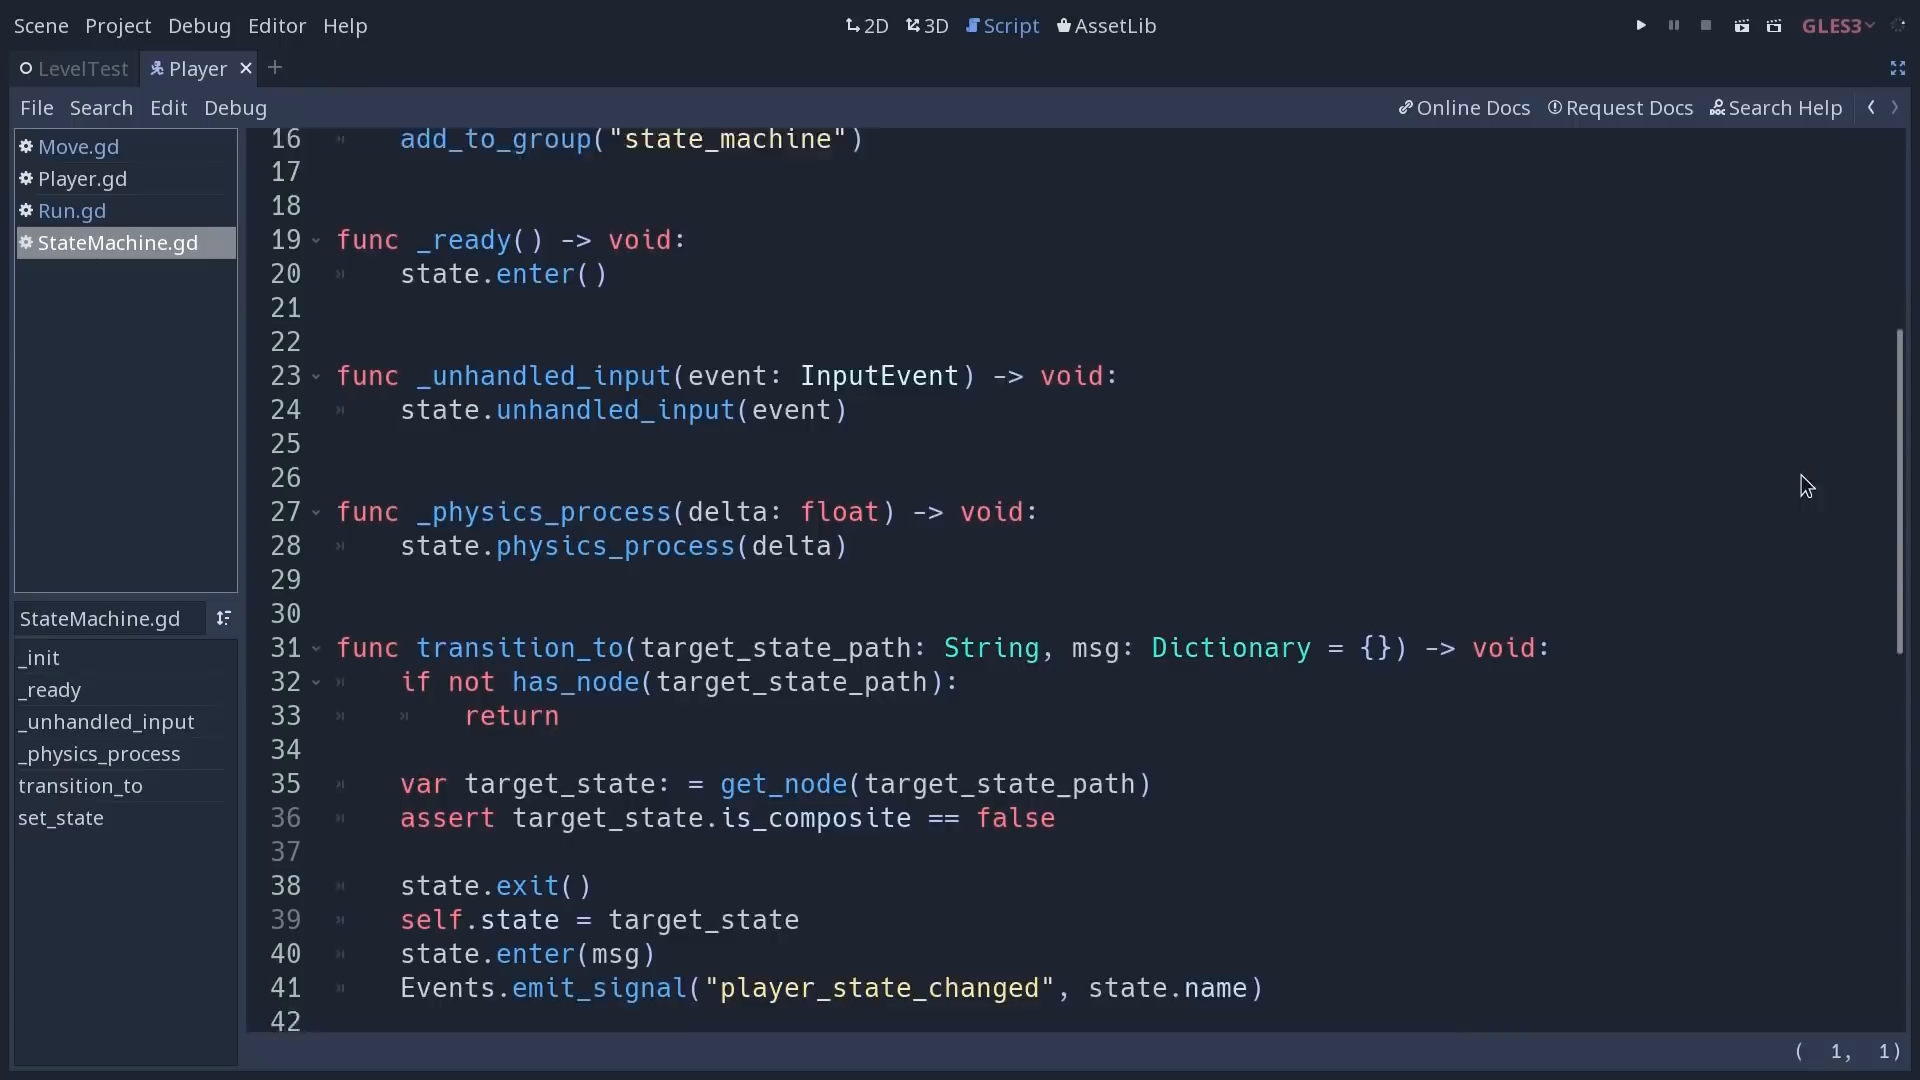 Scene Project Debug Editor Help
2D 3D Script AssetLib
GLES3
LevelTest Player
File Search Edit Debug
Online Docs Request Docs Search Help
Move.gd
Player.gd
Run.gd
StateMachine.gd
StateMachine.gd
_init
_ready
_unhandled_input
_physics_process
transition_to
set_state
16 add_to_group("state_machine")
17
18
19 func _ready() -> void:
20 state.enter()
21
22
23 func _unhandled_input(event: InputEvent) -> void:
24 state.unhandled_input(event)
25
26
27 func _physics_process(delta: float) -> void:
28 state.physics_process(delta)
29
30
31 func transition_to(target_state_path: String, msg: Dictionary = {}) -> void:
32 if not has_node(target_state_path):
33 return
34
35 var target_state: = get_node(target_state_path)
36 assert target_state.is_composite == false
37
38 state.exit()
39 self.state = target_state
40 state.enter(msg)
41 Events.emit_signal("player_state_changed", state.name)
42
( 1, 1)